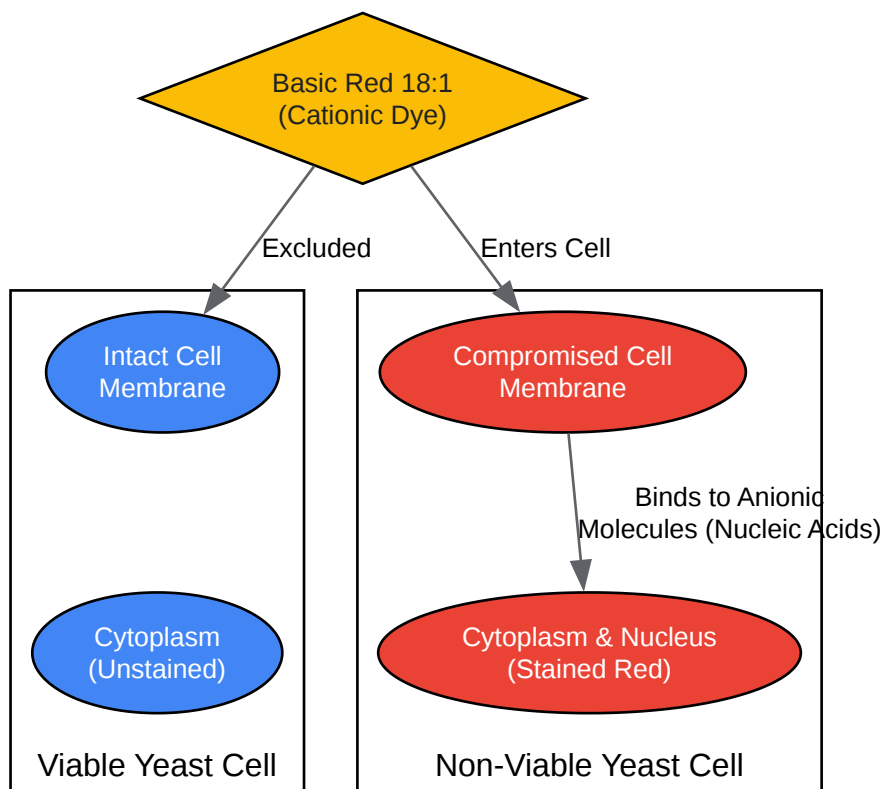 Basic Red 18:1
(Cationic Dye)
Excluded
Enters Cell
Intact Cell
Membrane
Compromised Cell
Membrane
Binds to Anionic
Molecules (Nucleic Acids)
Cytoplasm
(Unstained)
Cytoplasm & Nucleus
(Stained Red)
Viable Yeast Cell
Non-Viable Yeast Cell